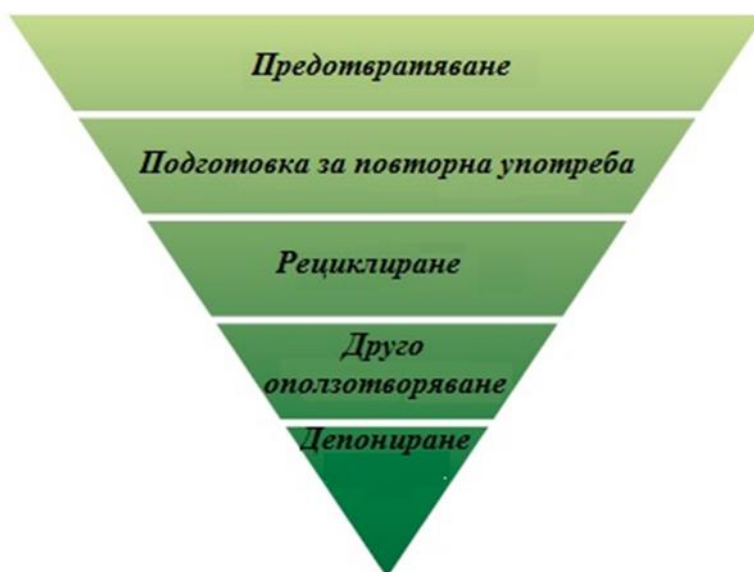 Предотвратяване
Подготовка за повторна употреба
Рециклиране
Друго
оползотворяване
Депониране